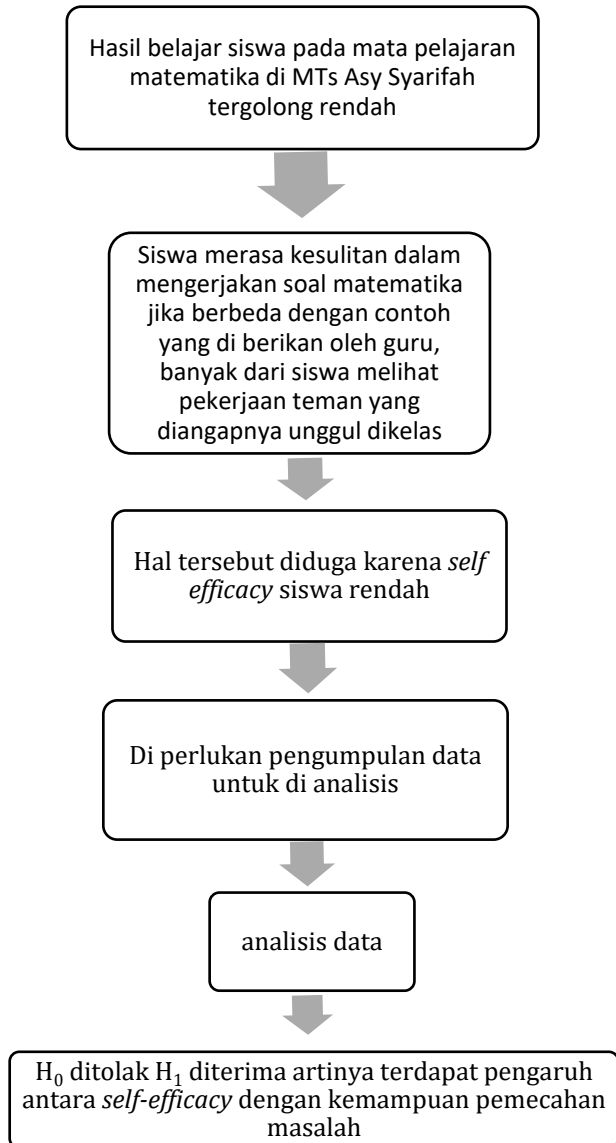 Hasil belajar siswa pada mata pelajaran
matematika di MTs Asy Syarifah
tergolong rendah
Siswa merasa kesulitan dalam
mengerjakan soal matematika
jika berbeda dengan contoh
yang di berikan oleh guru,
banyak dari siswa melihat
pekerjaan teman yang
diangapnya unggul dikelas
Hal tersebut diduga karena self
efficacy siswa rendah
Di perlukan pengumpulan data
untuk di analisis
analisis data
H₀ ditolak H₁ diterima artinya terdapat pengaruh
antara self-efficacy dengan kemampuan pemecahan
masalah